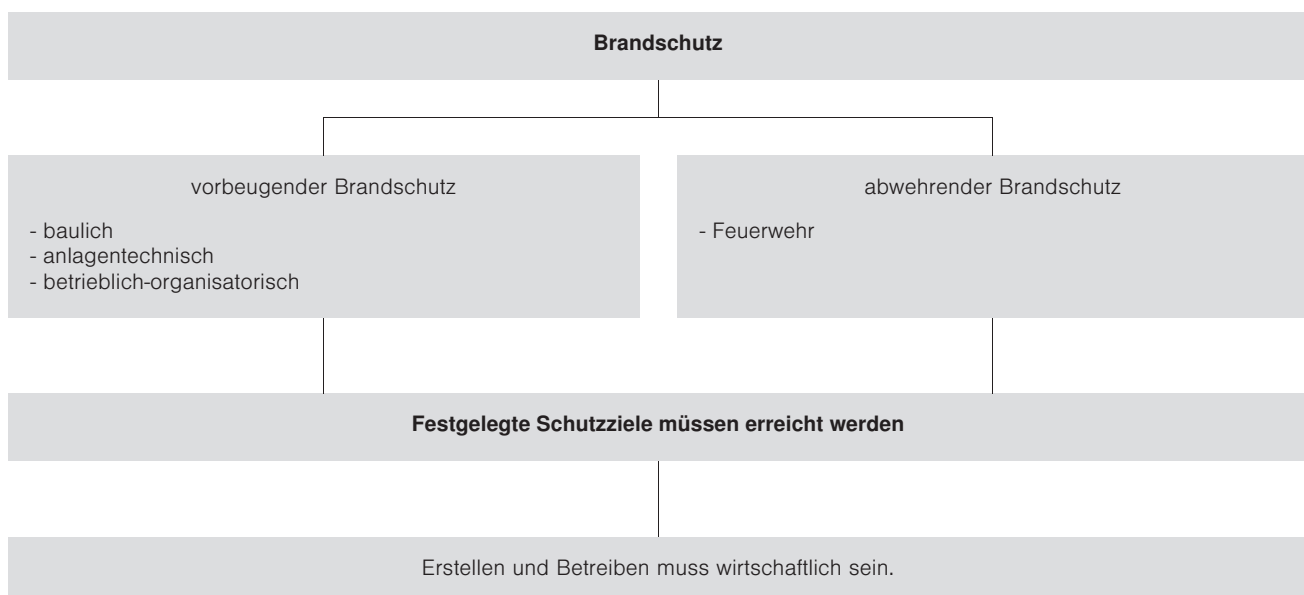 Brandschutz
vorbeugender Brandschutz
- baulich
- anlagentechnisch
- betrieblich-organisatorisch
abwehrender Brandschutz
- Feuerwehr
Festgelegte Schutzziele müssen erreicht werden
Erstellen und Betreiben muss wirtschaftlich sein.